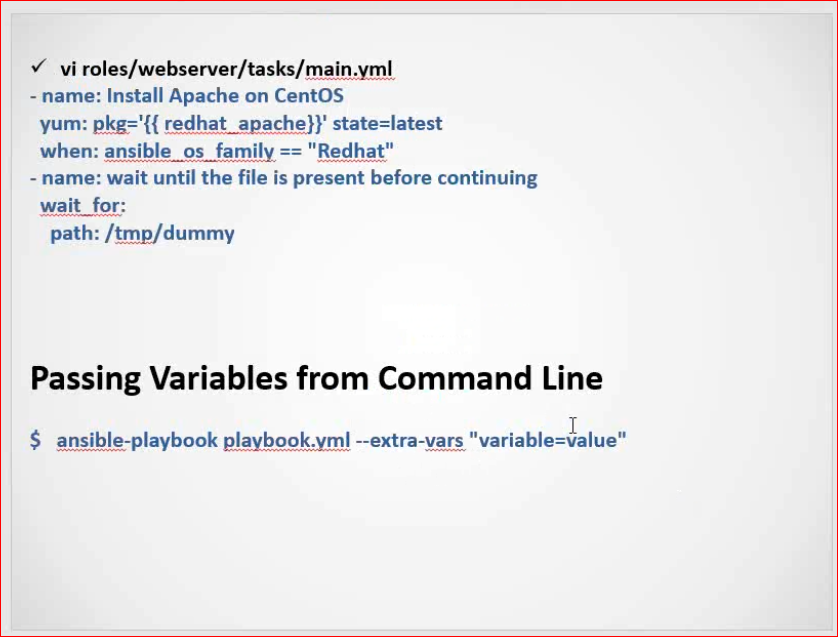 ✓ vi roles/webserver/tasks/main.yml
- name: Install Apache on CentOS
yum: pkg='{{ redhat_apache}}' state=latest
when: ansible_os_family == "Redhat"
- name: wait until the file is present before continuing
wait_for:
path: /tmp/dummy
Passing Variables from Command Line
$ ansible-playbook playbook.yml --extra-vars "variable=value"